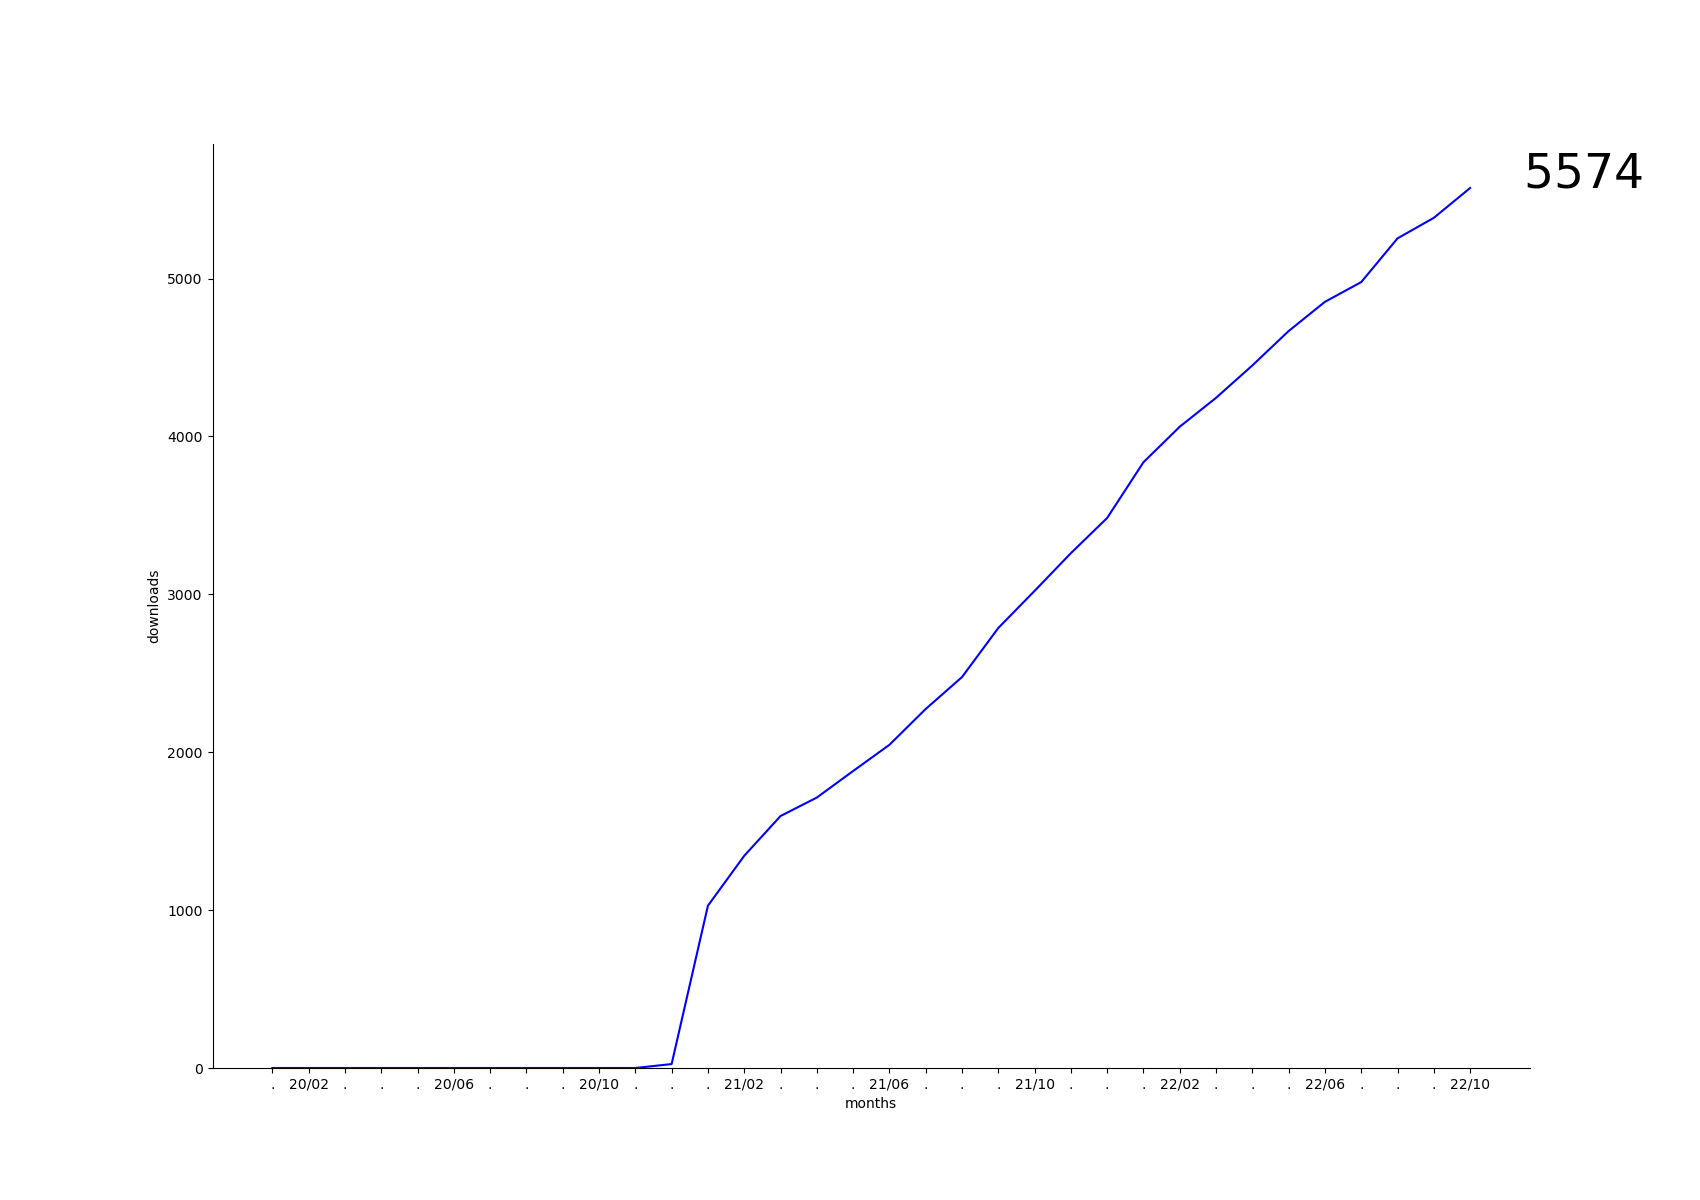 5574
5000
4000
3000
2000
1000
0
downloads
. 20/02 . . . 20/06 . . . 20/10 . . . 21/02 . . . 21/06 . . . 21/10 . . . 22/02 . . . 22/06 . . . 22/10
months